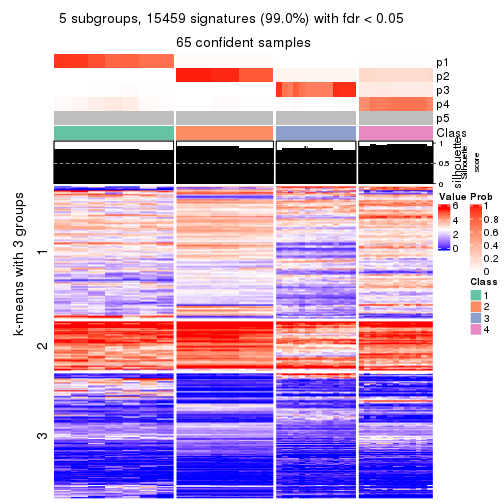 5 subgroups, 15459 signatures (99.0%) with fdr < 0.05
65 confident samples
p1
p2
p3
p4
p5
Class
1
0.5
0
silhouette
silhouette
score
k-means with 3 groups
1
2
3
Value
6
4
2
0
Prob
1
0.8
0.6
0.4
0.2
0
Class
1
2
3
4